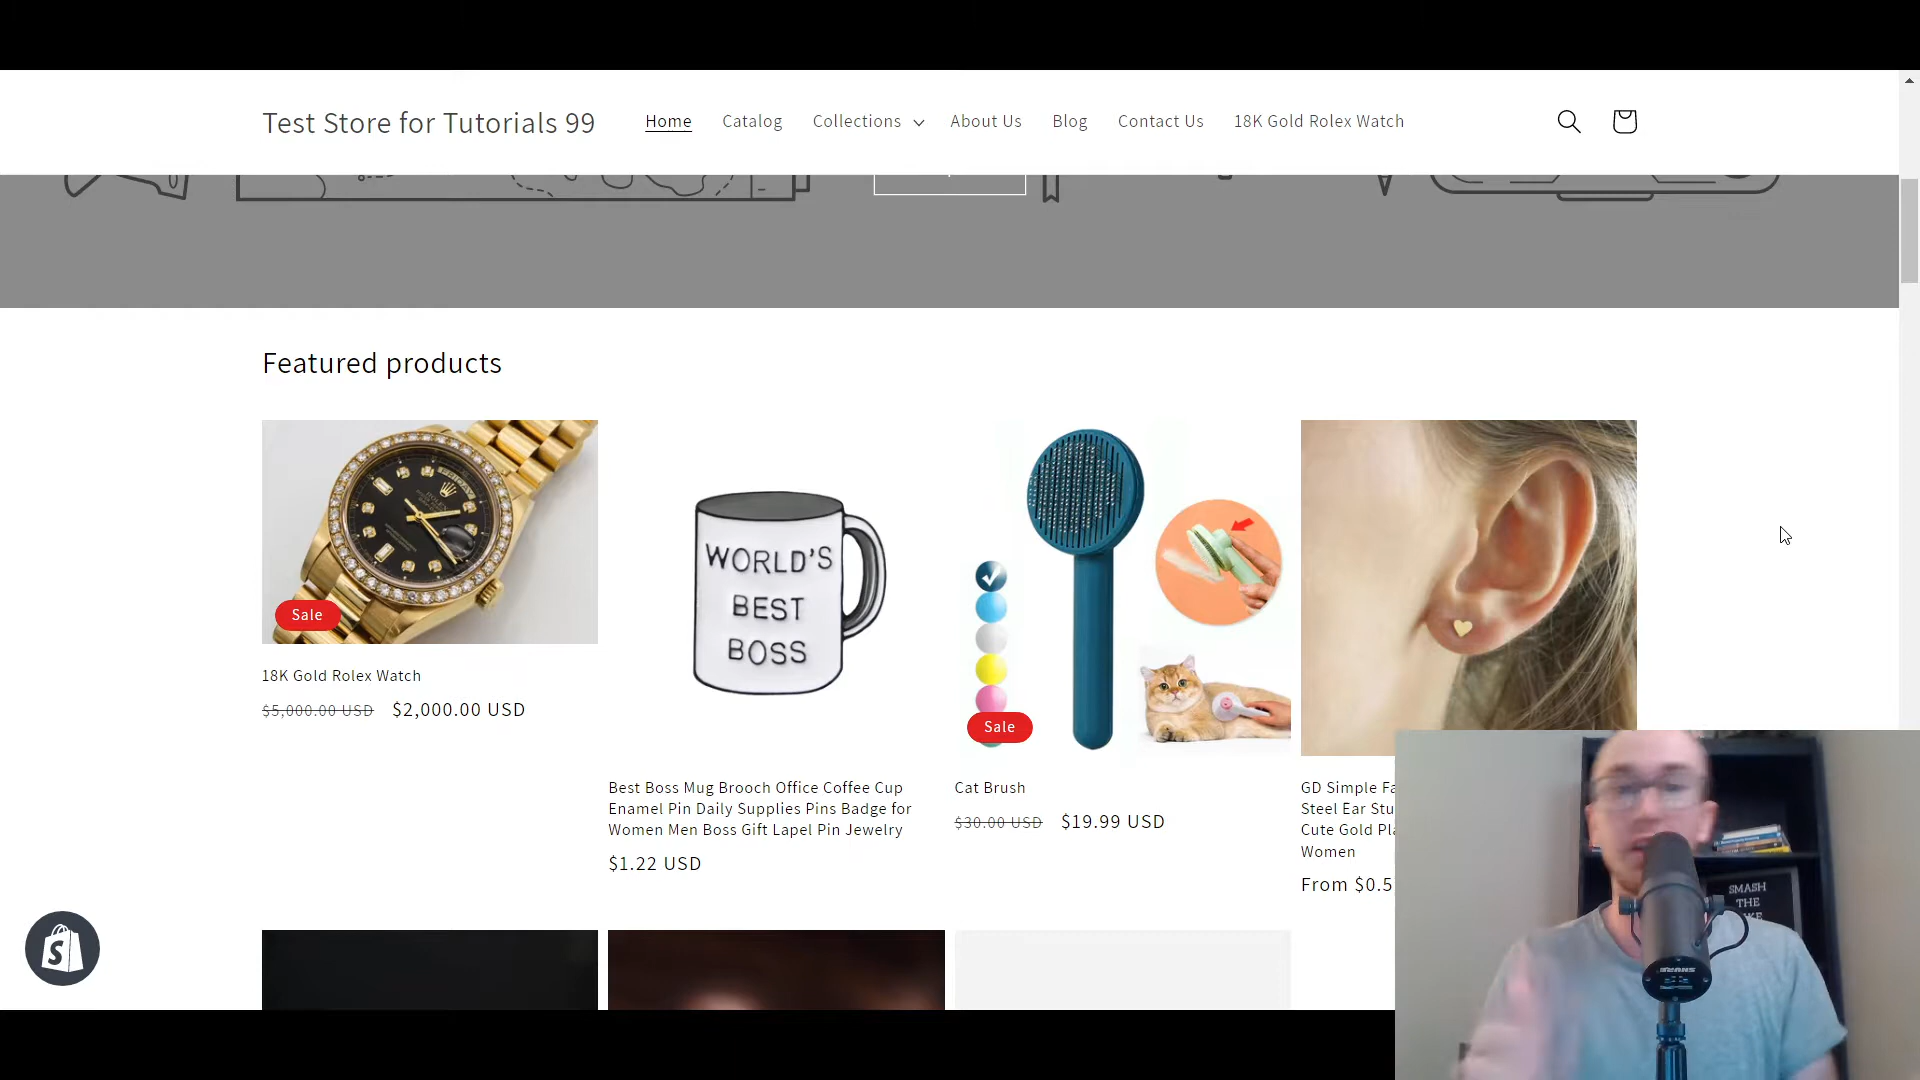 Test Store for Tutorials 99
Home
Catalog
Collections
About Us
Blog
Contact Us
18K Gold Rolex Watch
Featured products
Sale
18K Gold Rolex Watch
$5,000.00 USD $2,000.00 USD
WORLD'S
BEST
BOSS
Best Boss Mug Brooch Office Coffee Cup
Enamel Pin Daily Supplies Pins Badge for
Women Men Boss Gift Lapel Pin Jewelry
$1.22 USD
Sale
Cat Brush
$30.00 USD $19.99 USD
GD Simple
Steel Ear
Cute Gold
Women
From $0.5
SMASH
THE
SHURE